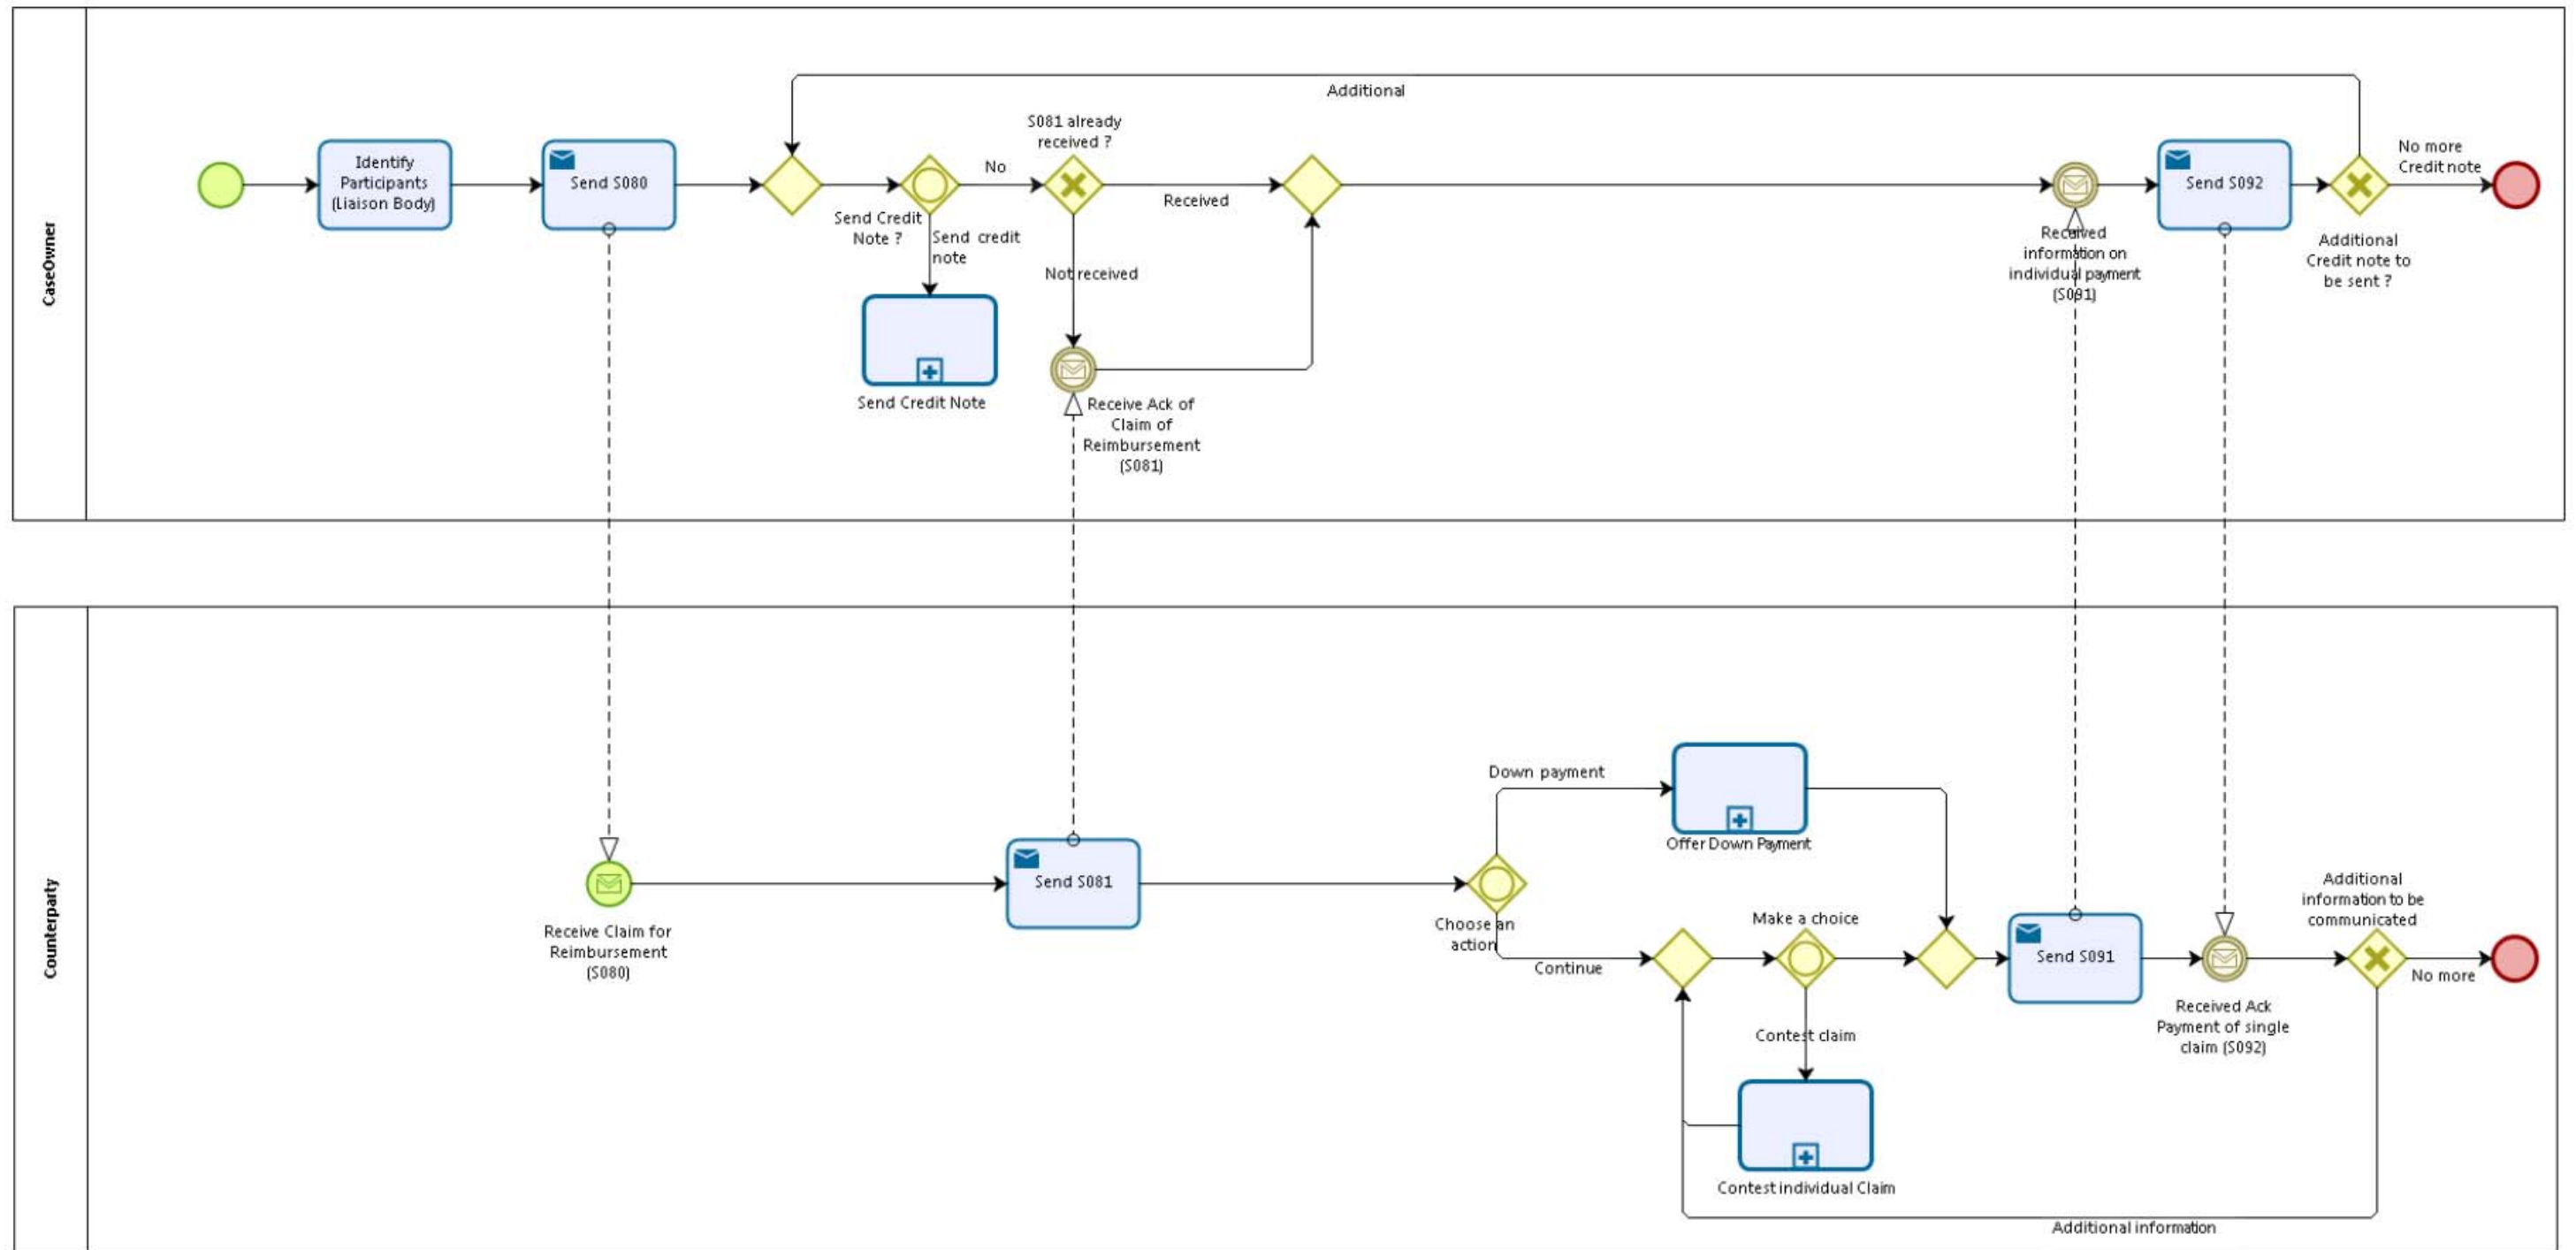 CaseOwner
Additional
Identify
Participants
(Liaison Body)
Send S080
Send Credit
Note ?
No
Send credit
note
Send Credit Note
S081 already
received ?
Received
Not received
Receive Ack of
Claim of
Reimbursement
(S081)
Received
information on
individual payment
(S091)
Send S092
No more
Credit note
Additional
Credit note to
be sent ?
Counterparty
Receive Claim for
Reimbursement
(S080)
Send S081
Choose an
action
Down payment
Offer Down Payment
Continue
Make a choice
Contest claim
Contest individual Claim
Send S091
Received Ack
Payment of single
claim (S092)
Additional
information to be
communicated
No more
Additional information